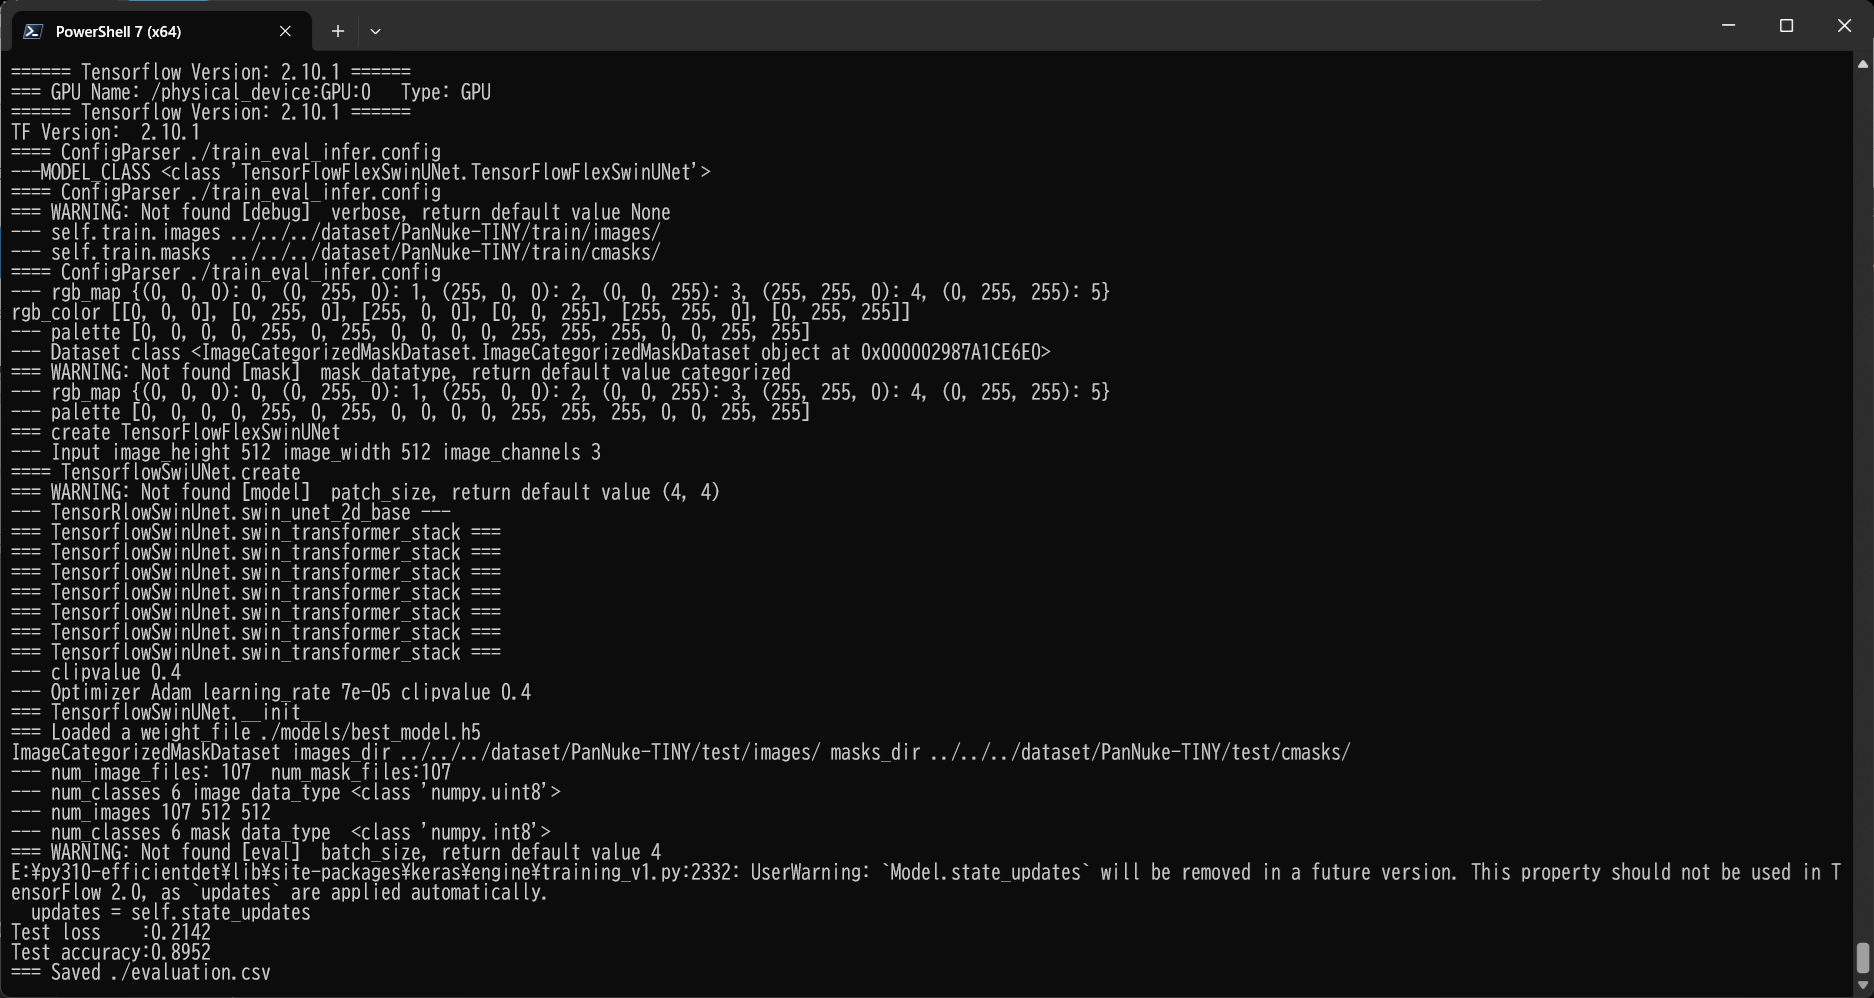 PowerShell 7 (x64)
====== Tensorflow Version: 2.10.1 ======
=== GPU Name: /physical_device:GPU:0   Type: GPU
====== Tensorflow Version: 2.10.1 ======
TF Version:  2.10.1
==== ConfigParser ./train_eval_infer.config
---MODEL_CLASS <class 'TensorFlowFlexSwinUNet.TensorFlowFlexSwinUNet'>
==== ConfigParser ./train_eval_infer.config
=== WARNING: Not found [debug]  verbose, return default value None
--- self.train.images ../../../dataset/PanNuke-TINY/train/images/
--- self.train.masks  ../../../dataset/PanNuke-TINY/train/cmasks/
==== ConfigParser ./train_eval_infer.config
--- rgb_map {(0, 0, 0): 0, (0, 255, 0): 1, (255, 0, 0): 2, (0, 0, 255): 3, (255, 255, 0): 4, (0, 255, 255): 5}
rgb_color [[0, 0, 0], [0, 255, 0], [255, 0, 0], [0, 0, 255], [255, 255, 0], [0, 255, 255]]
--- palette [0, 0, 0, 0, 255, 0, 255, 0, 0, 0, 0, 255, 255, 255, 0, 0, 255, 255]
--- Dataset class <ImageCategorizedMaskDataset.ImageCategorizedMaskDataset object at 0x000002987A1CE6E0>
=== WARNING: Not found [mask]  mask_datatype, return default value categorized
--- rgb_map {(0, 0, 0): 0, (0, 255, 0): 1, (255, 0, 0): 2, (0, 0, 255): 3, (255, 255, 0): 4, (0, 255, 255): 5}
--- palette [0, 0, 0, 0, 255, 0, 255, 0, 0, 0, 0, 255, 255, 255, 0, 0, 255, 255]
=== create TensorFlowFlexSwinUNet
--- Input image_height 512 image_width 512 image_channels 3
==== TensorflowSwiUNet.create
=== WARNING: Not found [model]  patch_size, return default value (4, 4)
--- TensorRlowSwinUnet.swin_unet_2d_base ---
=== TensorflowSwinUnet.swin_transformer_stack ===
=== TensorflowSwinUnet.swin_transformer_stack ===
=== TensorflowSwinUnet.swin_transformer_stack ===
=== TensorflowSwinUnet.swin_transformer_stack ===
=== TensorflowSwinUnet.swin_transformer_stack ===
=== TensorflowSwinUnet.swin_transformer_stack ===
=== TensorflowSwinUnet.swin_transformer_stack ===
--- clipvalue 0.4
--- Optimizer Adam learning_rate 7e-05 clipvalue 0.4
=== TensorflowSwinUNet.__init__
=== Loaded a weight_file ./models/best_model.h5
ImageCategorizedMaskDataset images_dir ../../../dataset/PanNuke-TINY/test/images/ masks_dir ../../../dataset/PanNuke-TINY/test/cmasks/
--- num_image_files: 107  num_mask_files:107
--- num_classes 6 image data_type <class 'numpy.uint8'>
--- num_images 107 512 512
--- num_classes 6 mask data_type  <class 'numpy.int8'>
=== WARNING: Not found [eval]  batch_size, return default value 4
E:¥py310-efficientdet¥lib¥site-packages¥keras¥engine¥training_v1.py:2332: UserWarning: `Model.state_updates` will be removed in a future version. This property should not be used in T
ensorFlow 2.0, as `updates` are applied automatically.
  updates = self.state_updates
Test loss    :0.2142
Test accuracy:0.8952
=== Saved ./evaluation.csv